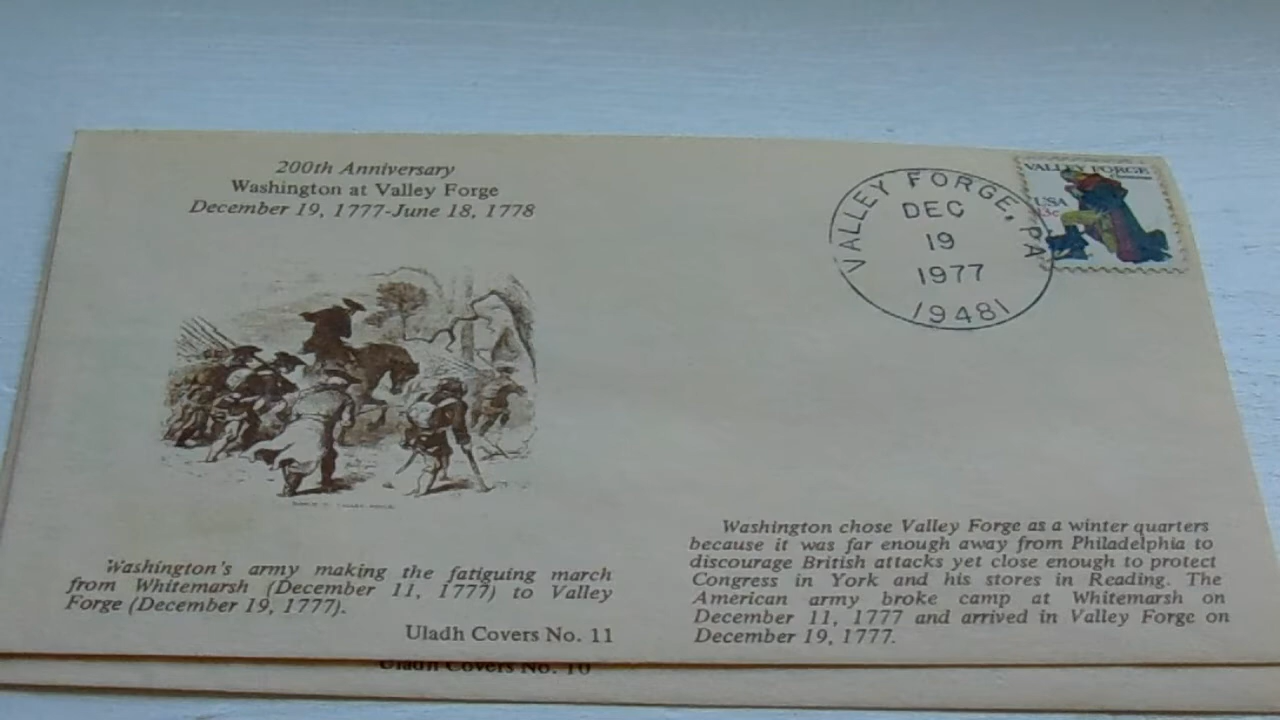 200th Anniversary
Washington at Valley Forge
December 19, 1777-June 18, 1778
VALLEY FORGE, PA
DEC
19
1977
19481
VALLEY FORGE
USA
13c
Washington's army making the fatiguing march
from Whitemarsh (December 11, 1777) to Valley
Forge (December 19, 1777).
Uladh Covers No. 11
Washington chose Valley Forge as a winter quarters
because it was far enough away from Philadelphia to
discourage British attacks yet close enough to protect
Congress in York and his stores in Reading. The
American army broke camp at Whitemarsh on
December 11, 1777 and arrived in Valley Forge on
December 19, 1777.
Uladh Covers No. 10